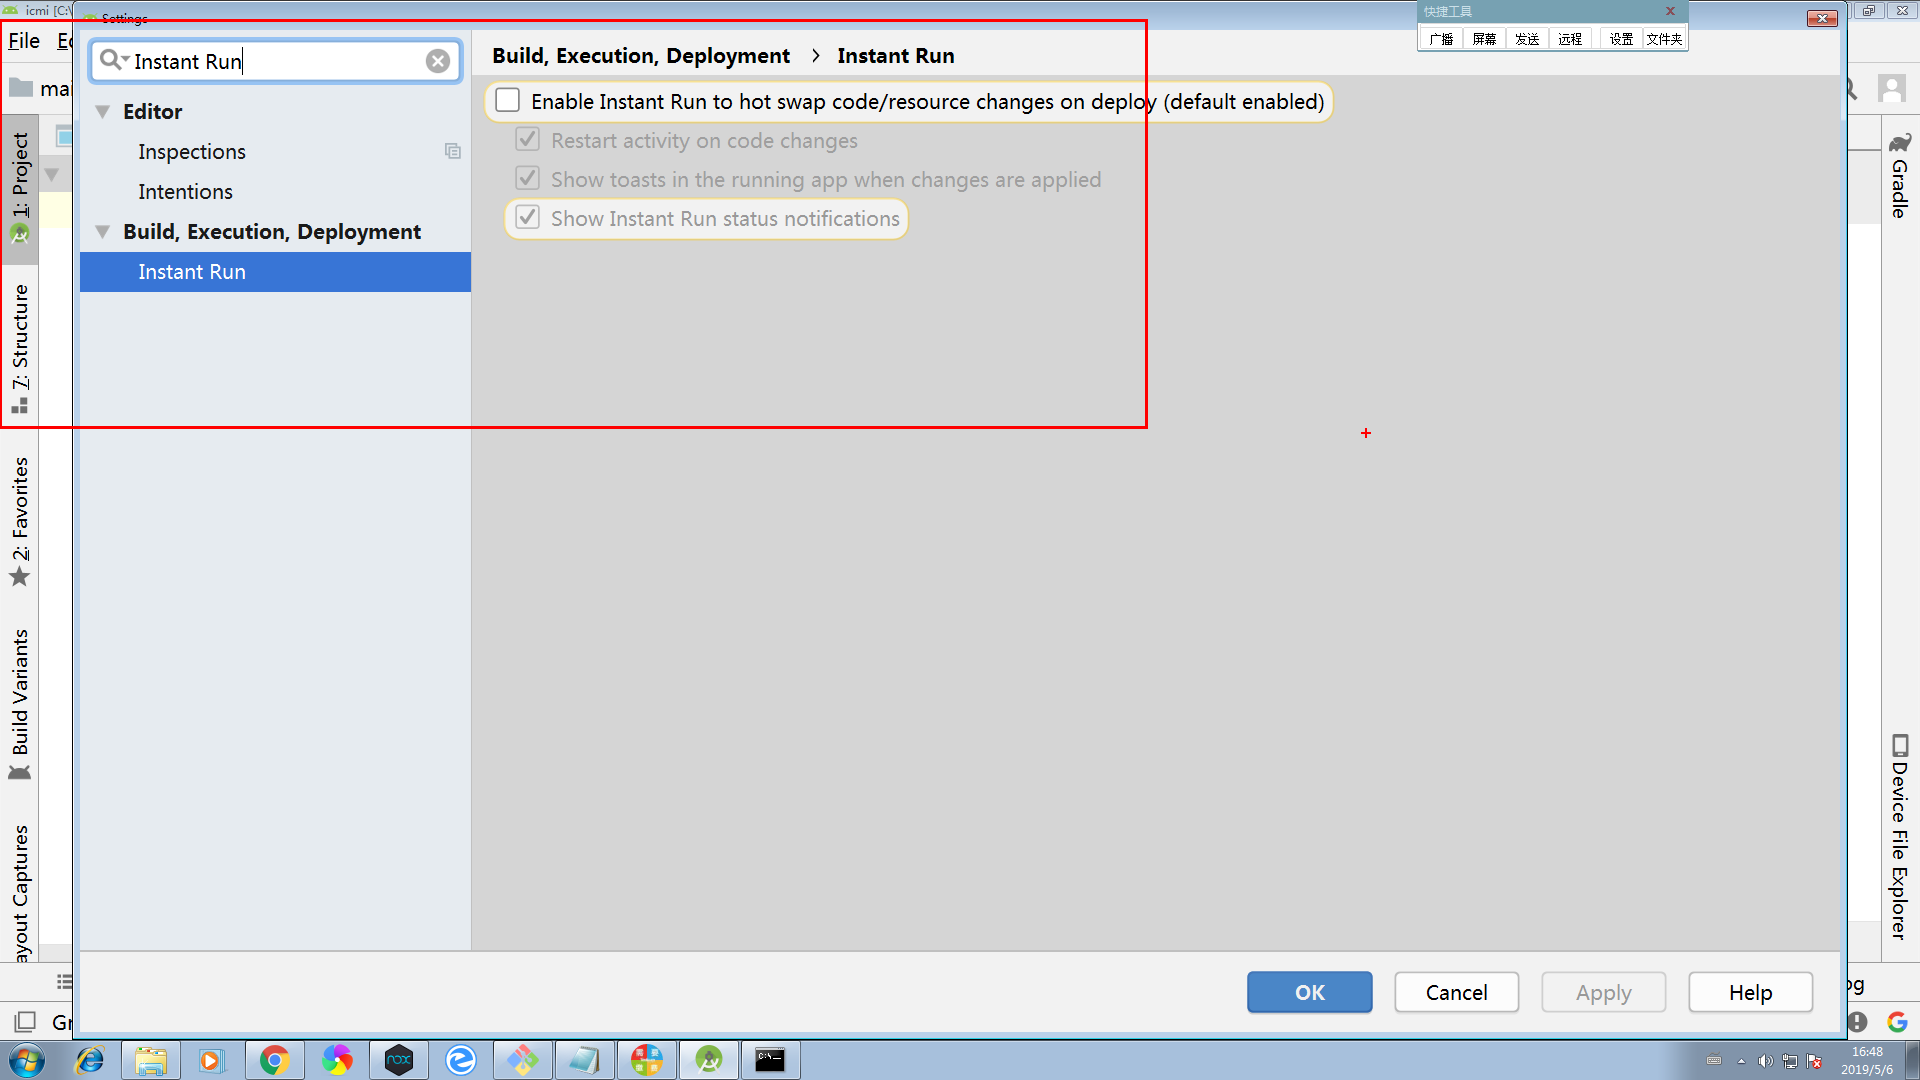 icmi [C:\
Settings
快捷工具
广播 屏幕 发送 远程 设置 文件夹
File
Instant Run
Build, Execution, Deployment › Instant Run
Enable Instant Run to hot swap code/resource changes on deploy (default enabled)
Restart activity on code changes
Show toasts in the running app when changes are applied
Show Instant Run status notifications
Editor
Inspections
Intentions
Build, Execution, Deployment
Instant Run
1: Project
7: Structure
2: Favorites
Build Variants
ayout Captures
Gradle
Device File Explorer
OK
Cancel
Apply
Help
og
Gr
nox
C:\
16:48
2019/5/6